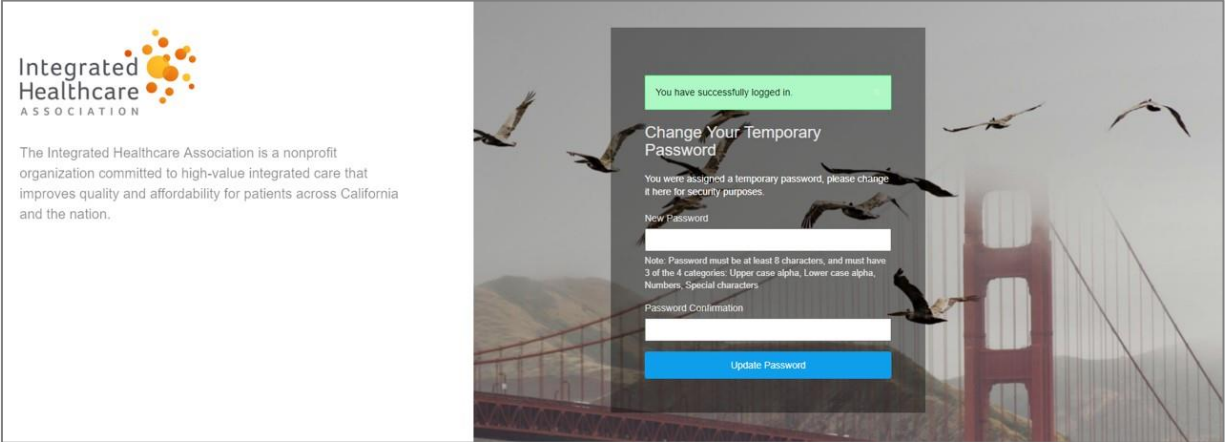 Integrated
Healthcare
ASSOCIATION
The Integrated Healthcare Association is a nonprofit
organization committed to high-value integrated care that
improves quality and affordability for patients across California
and the nation.
You have successfully logged in.
Change Your Temporary
Password
You were assigned a temporary password, please change
it here for security purposes.
New Password
Note: Password must be at least 8 characters, and must have
3 of the 4 categories: Upper case alpha, Lower case alpha,
Numbers, Special characters
Password Confirmation
Update Password